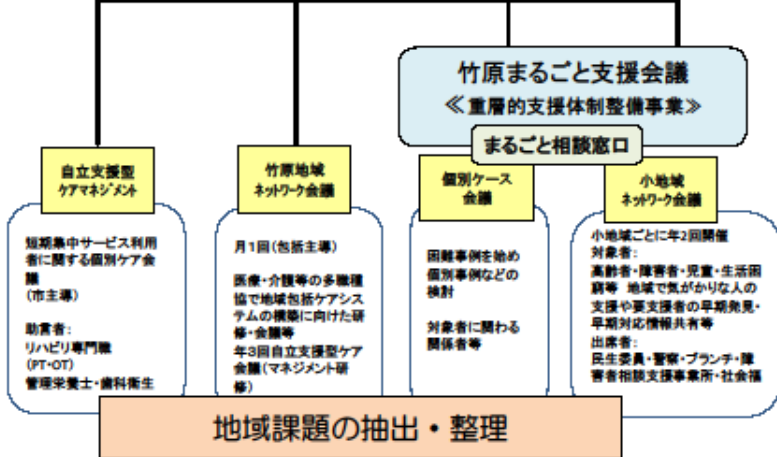 竹原まるごと支援会議
≪重層的支援体制整備事業≫
まるごと相談窓口
自立支援型
ケアマネジメント
短期集中サービス利用
者に関する個別ケア会
議
(市主導)
助言者:
リハビリ専門職
(PT・OT)
管理栄養士・歯科衛生
竹原地域
ネットワーク会議
月1回(包括主導)
医療・介護等の多職種
協で地域包括ケアシス
テムの構築に向けた研
修・会議等
年3回自立支援型ケア
会議(マネジメント研
修)
個別ケース
会議
困難事例を始め
個別事例などの
検討
対象者に関わる
関係者等
小地域
ネットワーク会議
小地域ごとに年2回開催
対象者:
高齢者・障害者・児童・生活困
窮等 地域で気がかりな人の
支援や要支援者の早期発見・
早期対応情報共有等
出席者:
民生委員・警察・ブランチ・障
害者相談支援事業所・社会福
地域課題の抽出・整理